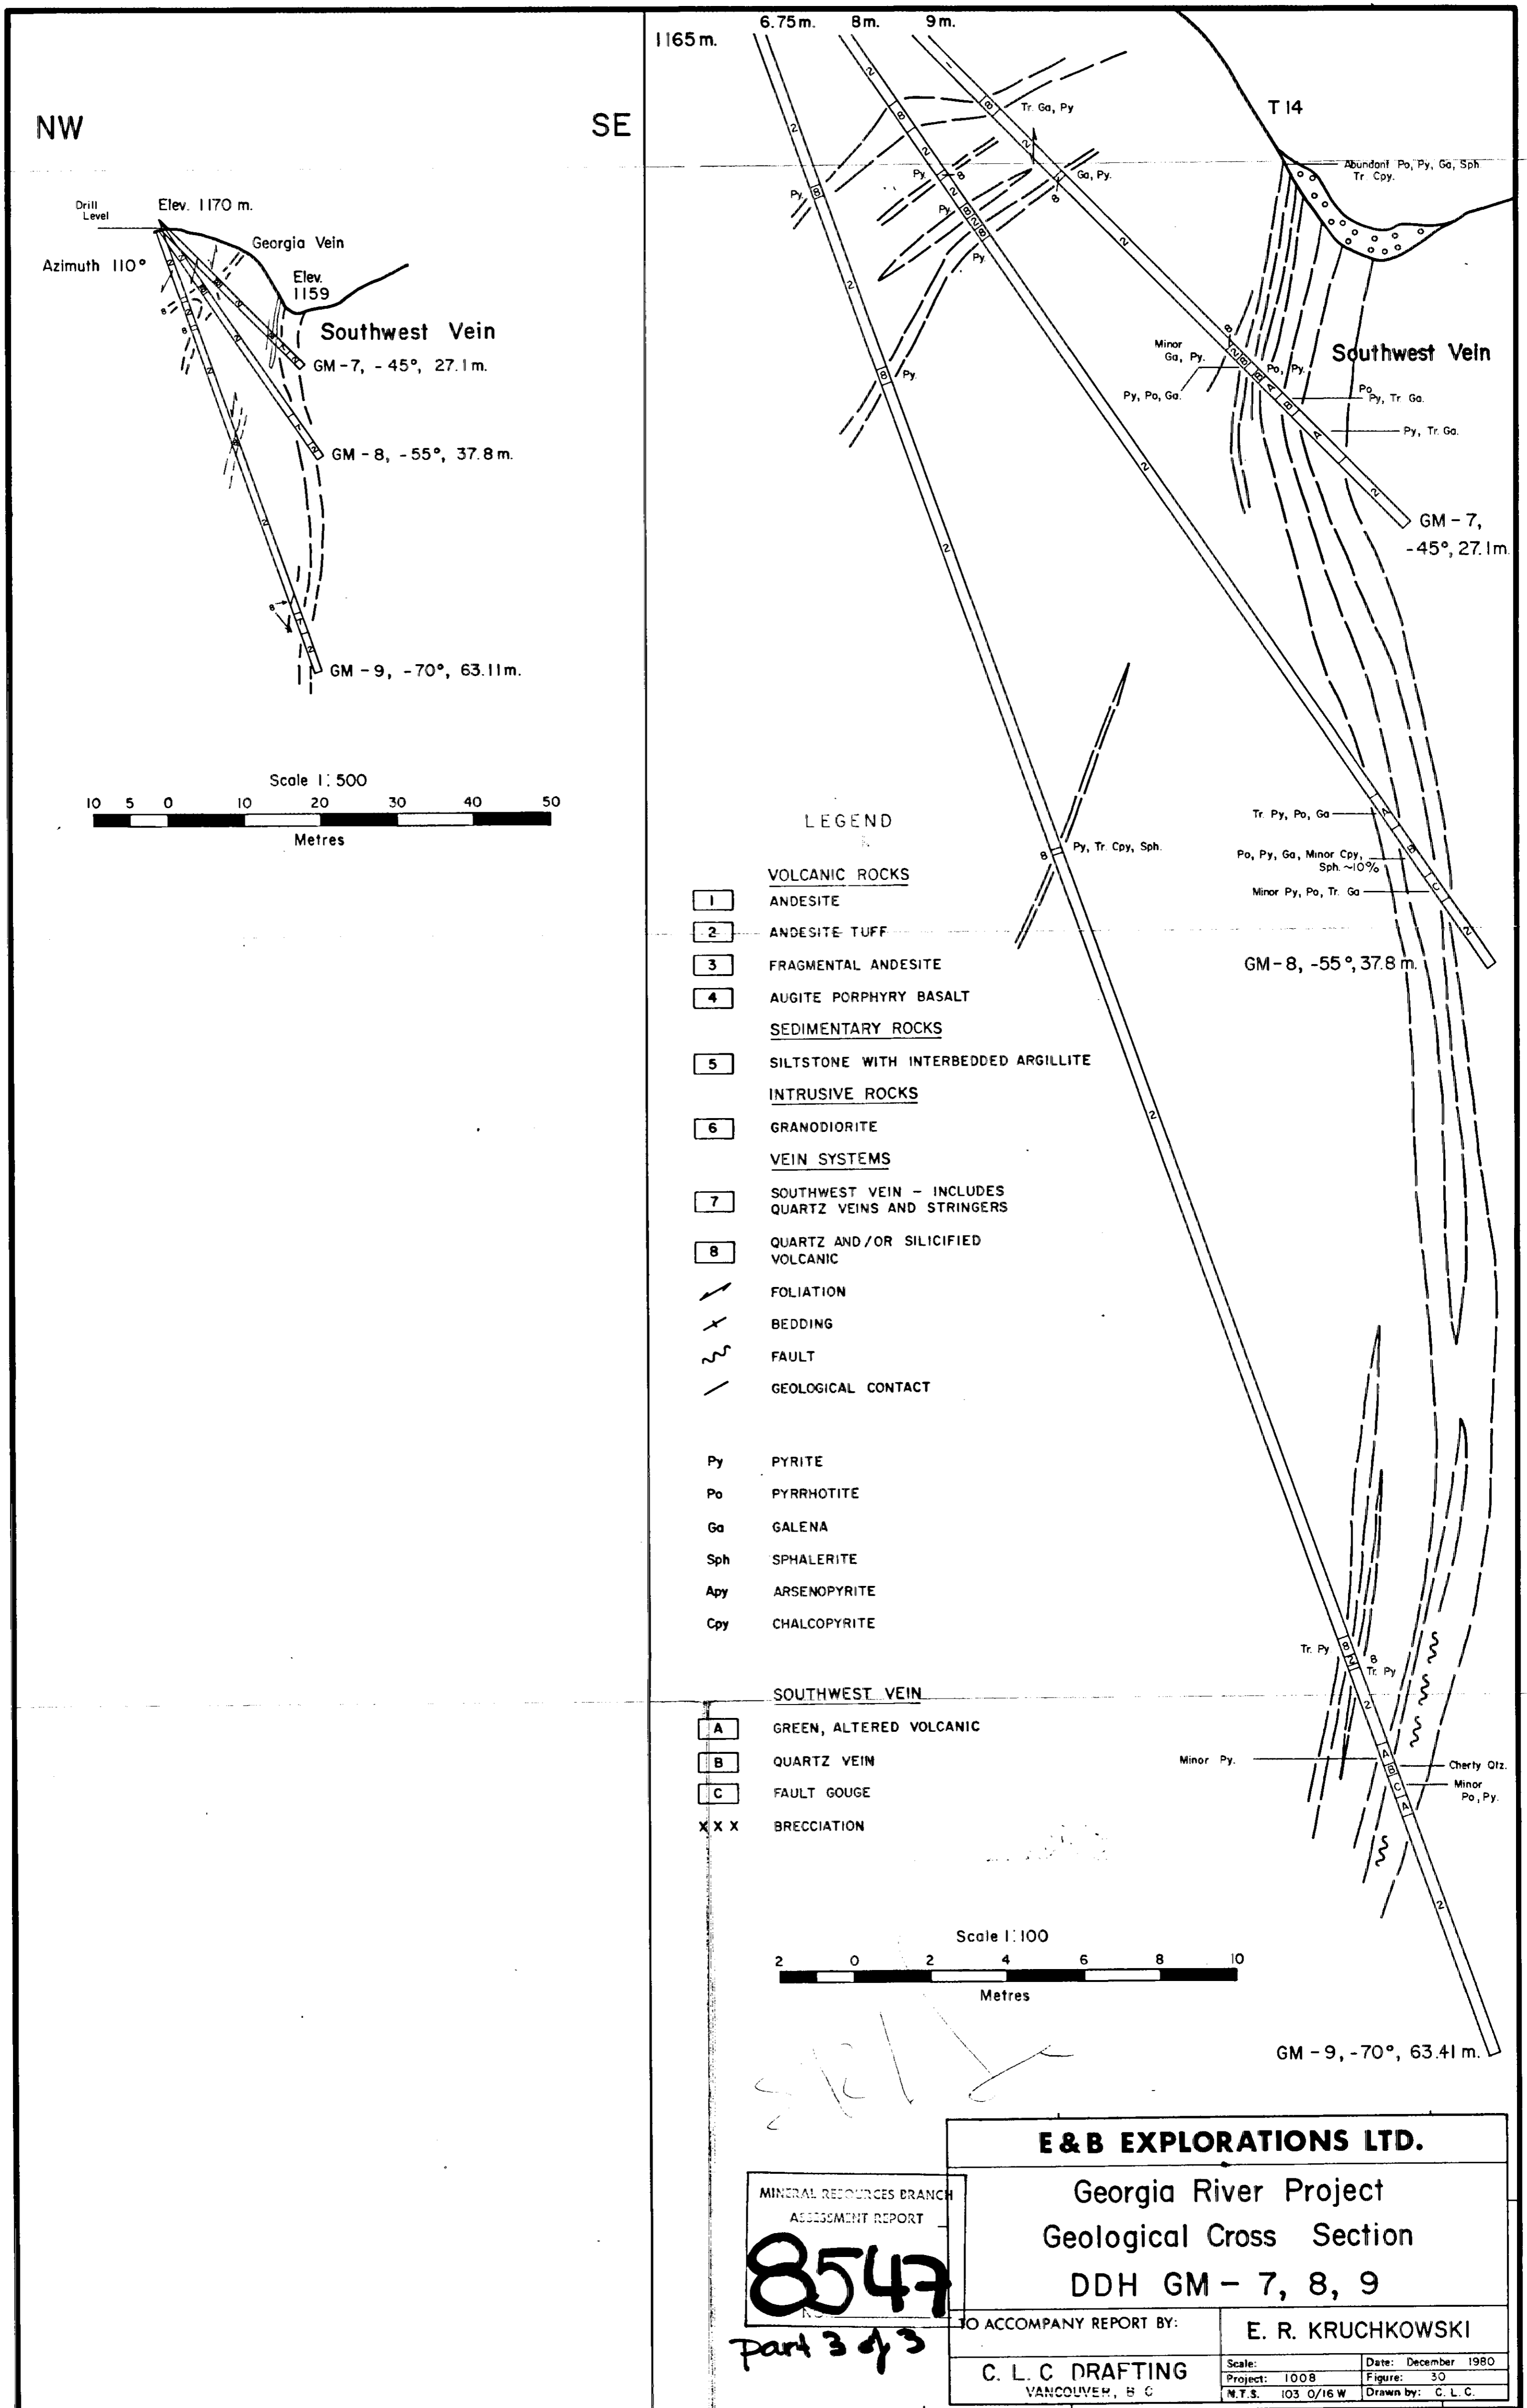 NW
SE
Drill
Level
Elev. 1170 m.
Georgia Vein
Azimuth 110°
Elev.
1159
Southwest Vein
GM-7, -45°, 27.1m.
GM-8, -55°, 37.8m.
GM-9, -70°, 63.11m.
Scale 1:500
10 5 0 10 20 30 40 50
Metres
1165m.
6.75m. 8m. 9m.
T 14
Tr. Ga, Py
Abundant Po, Py, Ga, Sph
Tr. Cpy.
Py.
Ga, Py.
Py.
Py.
Py.
Py.
Minor
Ga, Py.
Py, Po, Ga.
Po, Py.
Southwest Vein
Po
Py, Tr. Ga.
Py, Tr. Ga.
GM-7,
-45°, 27.1m.
Py, Tr. Cpy, Sph.
Tr. Py, Po, Ga
Po, Py, Ga, Minor Cpy,
Sph. ~10%
Minor Py, Po, Tr. Ga
GM-8, -55°, 37.8m.
LEGEND
VOLCANIC ROCKS
1 ANDESITE
2 ANDESITE TUFF
3 FRAGMENTAL ANDESITE
4 AUGITE PORPHYRY BASALT
SEDIMENTARY ROCKS
5 SILTSTONE WITH INTERBEDDED ARGILLITE
INTRUSIVE ROCKS
6 GRANODIORITE
VEIN SYSTEMS
7 SOUTHWEST VEIN - INCLUDES
QUARTZ VEINS AND STRINGERS
8 QUARTZ AND/OR SILICIFIED
VOLCANIC
FOLIATION
BEDDING
FAULT
GEOLOGICAL CONTACT
Py PYRITE
Po PYRRHOTITE
Ga GALENA
Sph SPHALERITE
Apy ARSENOPYRITE
Cpy CHALCOPYRITE
SOUTHWEST VEIN
A GREEN, ALTERED VOLCANIC
B QUARTZ VEIN
C FAULT GOUGE
XXX BRECCIATION
Tr. Py
8
Tr. Py
Minor Py.
Cherty Qtz.
Minor
Po, Py.
Scale 1:100
2 0 2 4 6 8 10
Metres
GM-9, -70°, 63.41m.
MINERAL RESOURCES BRANCH
ASSESSMENT REPORT
8547
part 3 of 3
E & B EXPLORATIONS LTD.
Georgia River Project
Geological Cross Section
DDH GM - 7, 8, 9
TO ACCOMPANY REPORT BY:
E. R. KRUCHKOWSKI
C. L. C DRAFTING
VANCOUVER, B C
Scale:
Date: December 1980
Project: 1008
Figure: 30
N.T.S. 103 O/16 W
Drawn by: C. L. C.